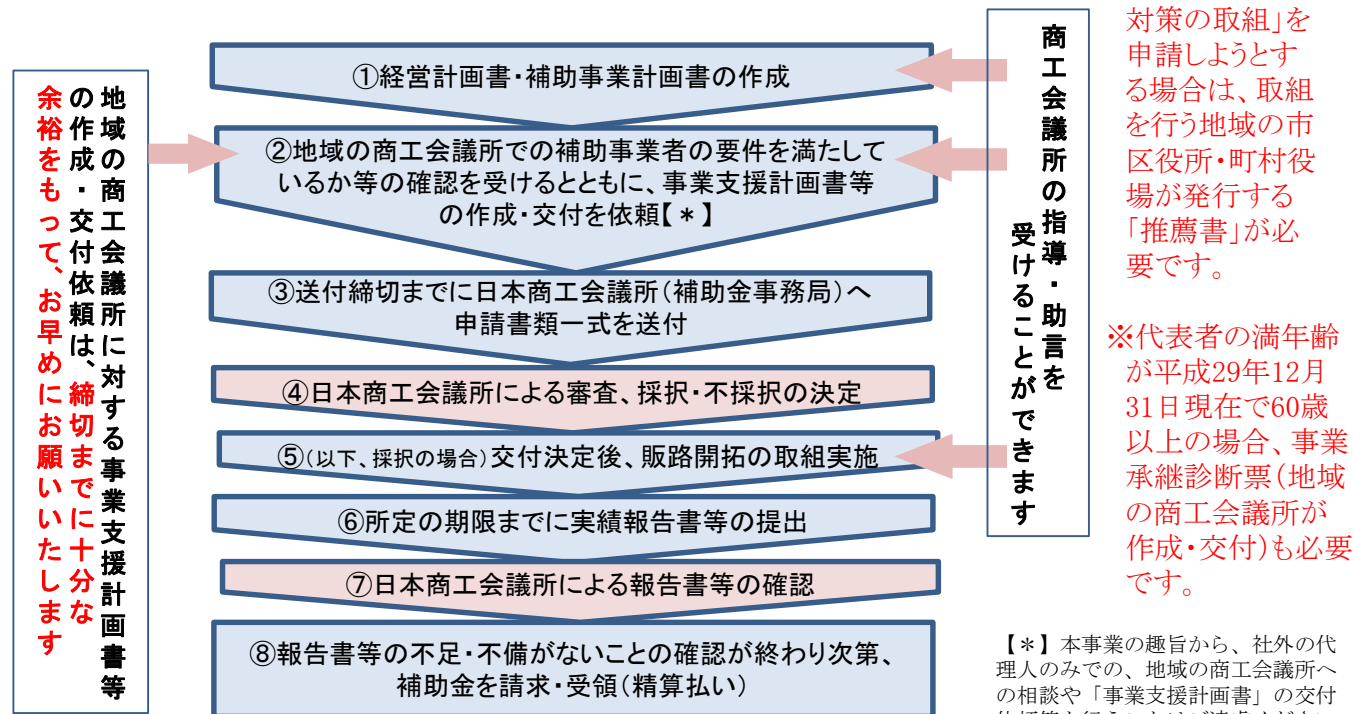 地域の商工会議所に対する事業支援計画書等
の作成・交付依頼は、締切までに十分な
余裕をもって、お早めにお願いいたします
①経営計画書・補助事業計画書の作成
②地域の商工会議所での補助事業者の要件を満たして
いるか等の確認を受けるとともに、事業支援計画書等
の作成・交付を依頼【*】
③送付締切までに日本商工会議所(補助金事務局)へ
申請書類一式を送付
④日本商工会議所による審査、採択・不採択の決定
⑤(以下、採択の場合)交付決定後、販路開拓の取組実施
⑥所定の期限までに実績報告書等の提出
⑦日本商工会議所による報告書等の確認
⑧報告書等の不足・不備がないことの確認が終わり次第、
補助金を請求・受領(精算払い)
商工会議所の指導・助言を
受けることができます
対策の取組」を
申請しようとす
る場合は、取組
を行う地域の市
区役所・町村役
場が発行する
「推薦書」が必
要です。
※代表者の満年齢
が平成29年12月
31日現在で60歳
以上の場合、事業
承継診断票(地域
の商工会議所が
作成・交付)も必要
です。
【*】本事業の趣旨から、社外の代
理人のみでの、地域の商工会議所へ
の相談や「事業支援計画書」の交付